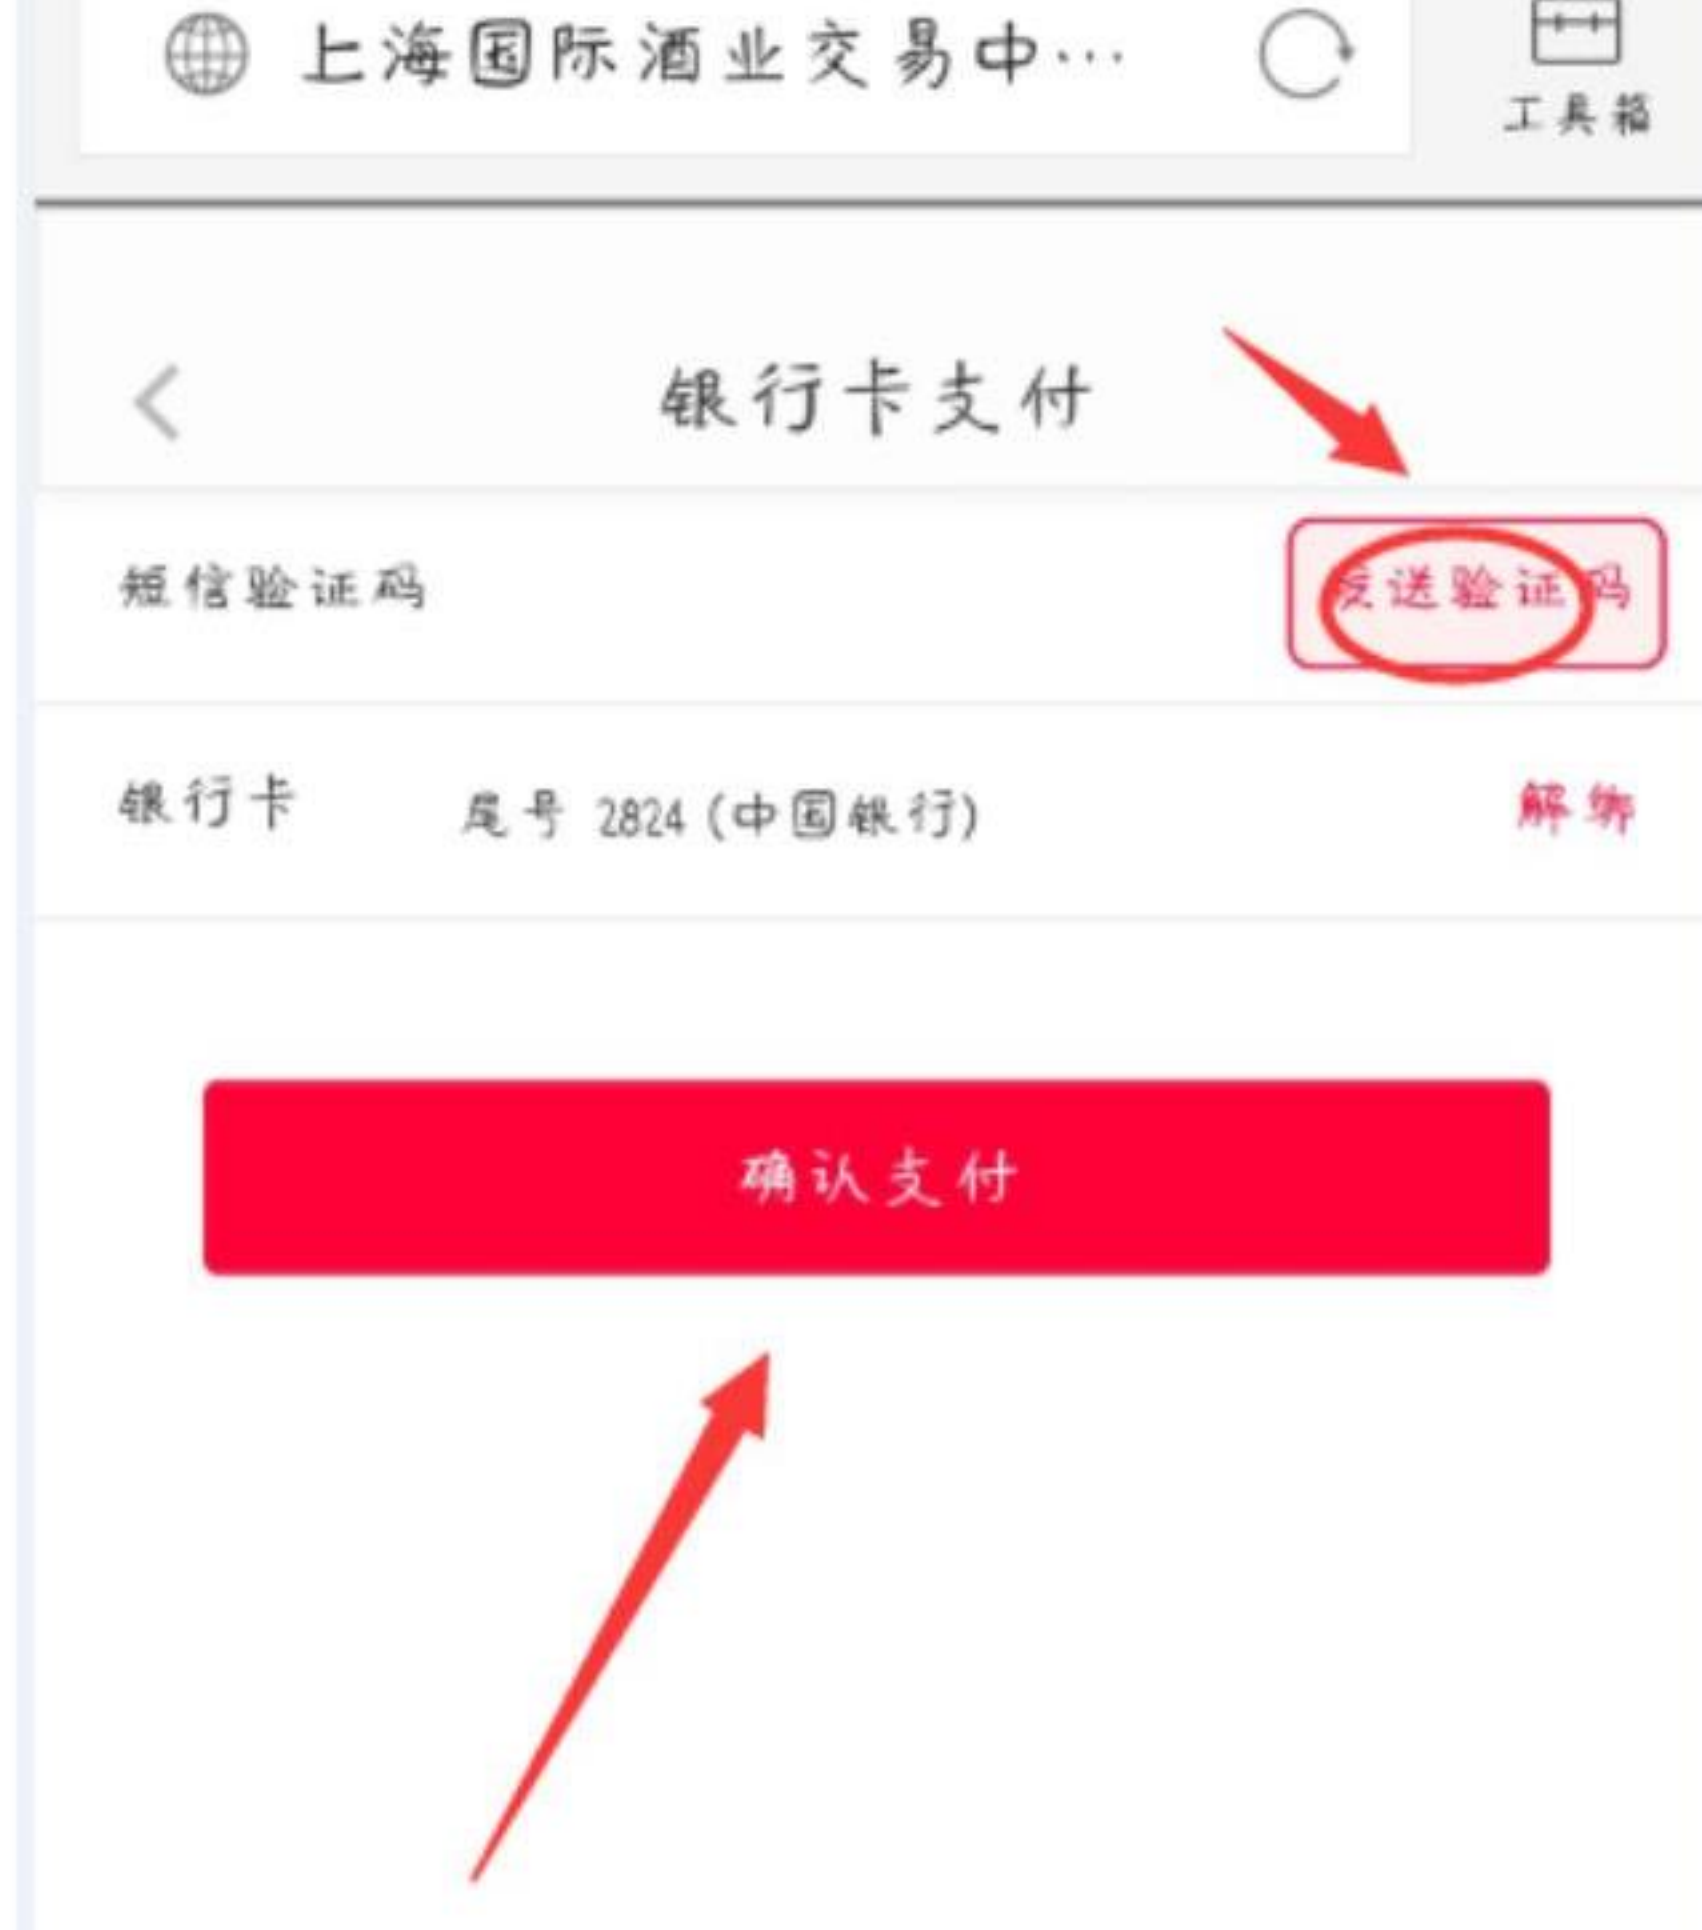 上海国际酒业交易中…
工具箱
银行卡支付
短信验证码 发送验证码
银行卡 尾号 2824 (中国银行) 解绑
确认支付